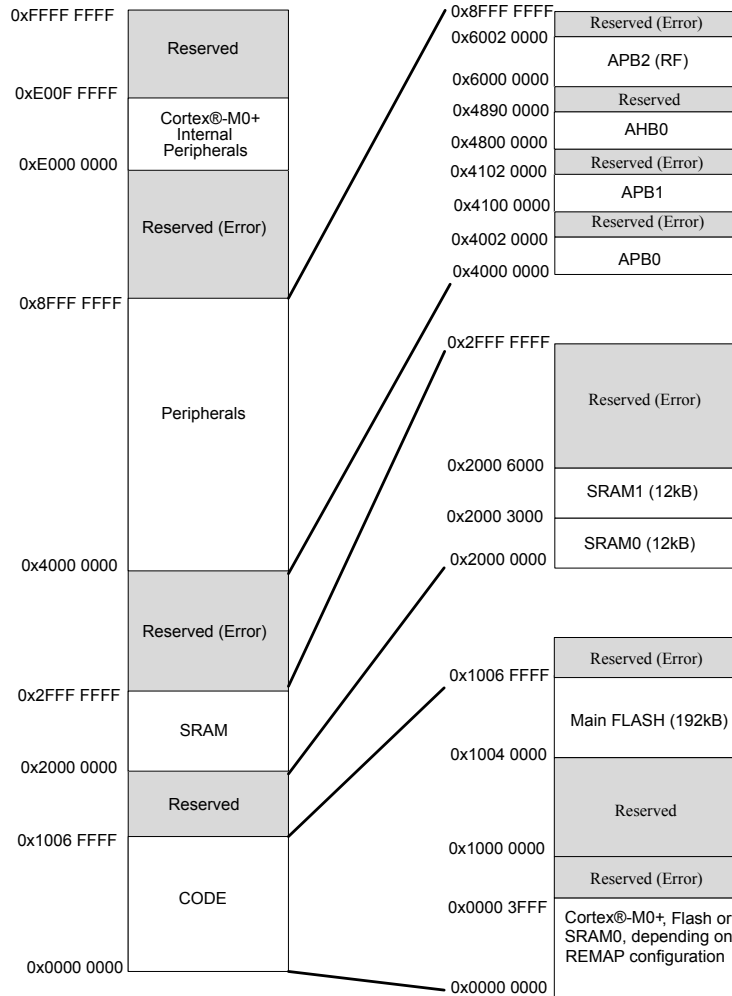 0xFFFF FFFF
Reserved
0xE00F FFFF
Cortex®-M0+
Internal
Peripherals
0xE000 0000
Reserved (Error)
0x8FFF FFFF
Peripherals
0x4000 0000
Reserved (Error)
0x2FFF FFFF
SRAM
0x2000 0000
Reserved
0x1006 FFFF
CODE
0x0000 0000
0x8FFF FFFF
Reserved (Error)
0x6002 0000
APB2 (RF)
0x6000 0000
Reserved
0x4890 0000
AHB0
0x4800 0000
Reserved (Error)
0x4102 0000
APB1
0x4100 0000
Reserved (Error)
0x4002 0000
APB0
0x4000 0000
0x2FFF FFFF
Reserved (Error)
0x2000 6000
SRAM1 (12kB)
0x2000 3000
SRAM0 (12kB)
0x2000 0000
Reserved (Error)
0x1006 FFFF
Main FLASH (192kB)
0x1004 0000
Reserved
0x1000 0000
Reserved (Error)
0x0000 3FFF
Cortex®-M0+, Flash or
SRAM0, depending on
REMAP configuration
0x0000 0000